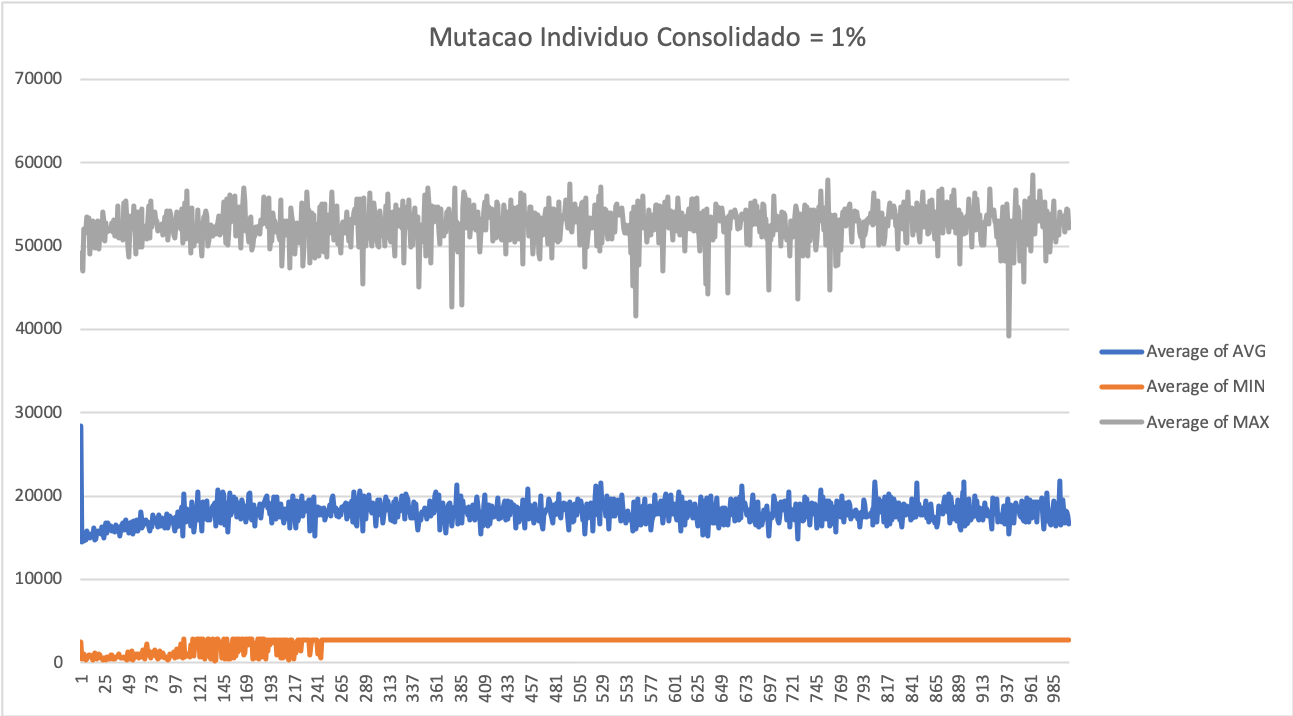 Mutacao Individuo Consolidado = 1%
70000
60000
50000
40000
30000
20000
10000
0
Average of AVG
Average of MIN
Average of MAX
1 25 49 73 97 121 145 169 193 217 241 265 289 313 337 361 385 409 433 457 481 505 529 553 577 601 625 649 673 697 721 745 769 793 817 841 865 889 913 937 961 985